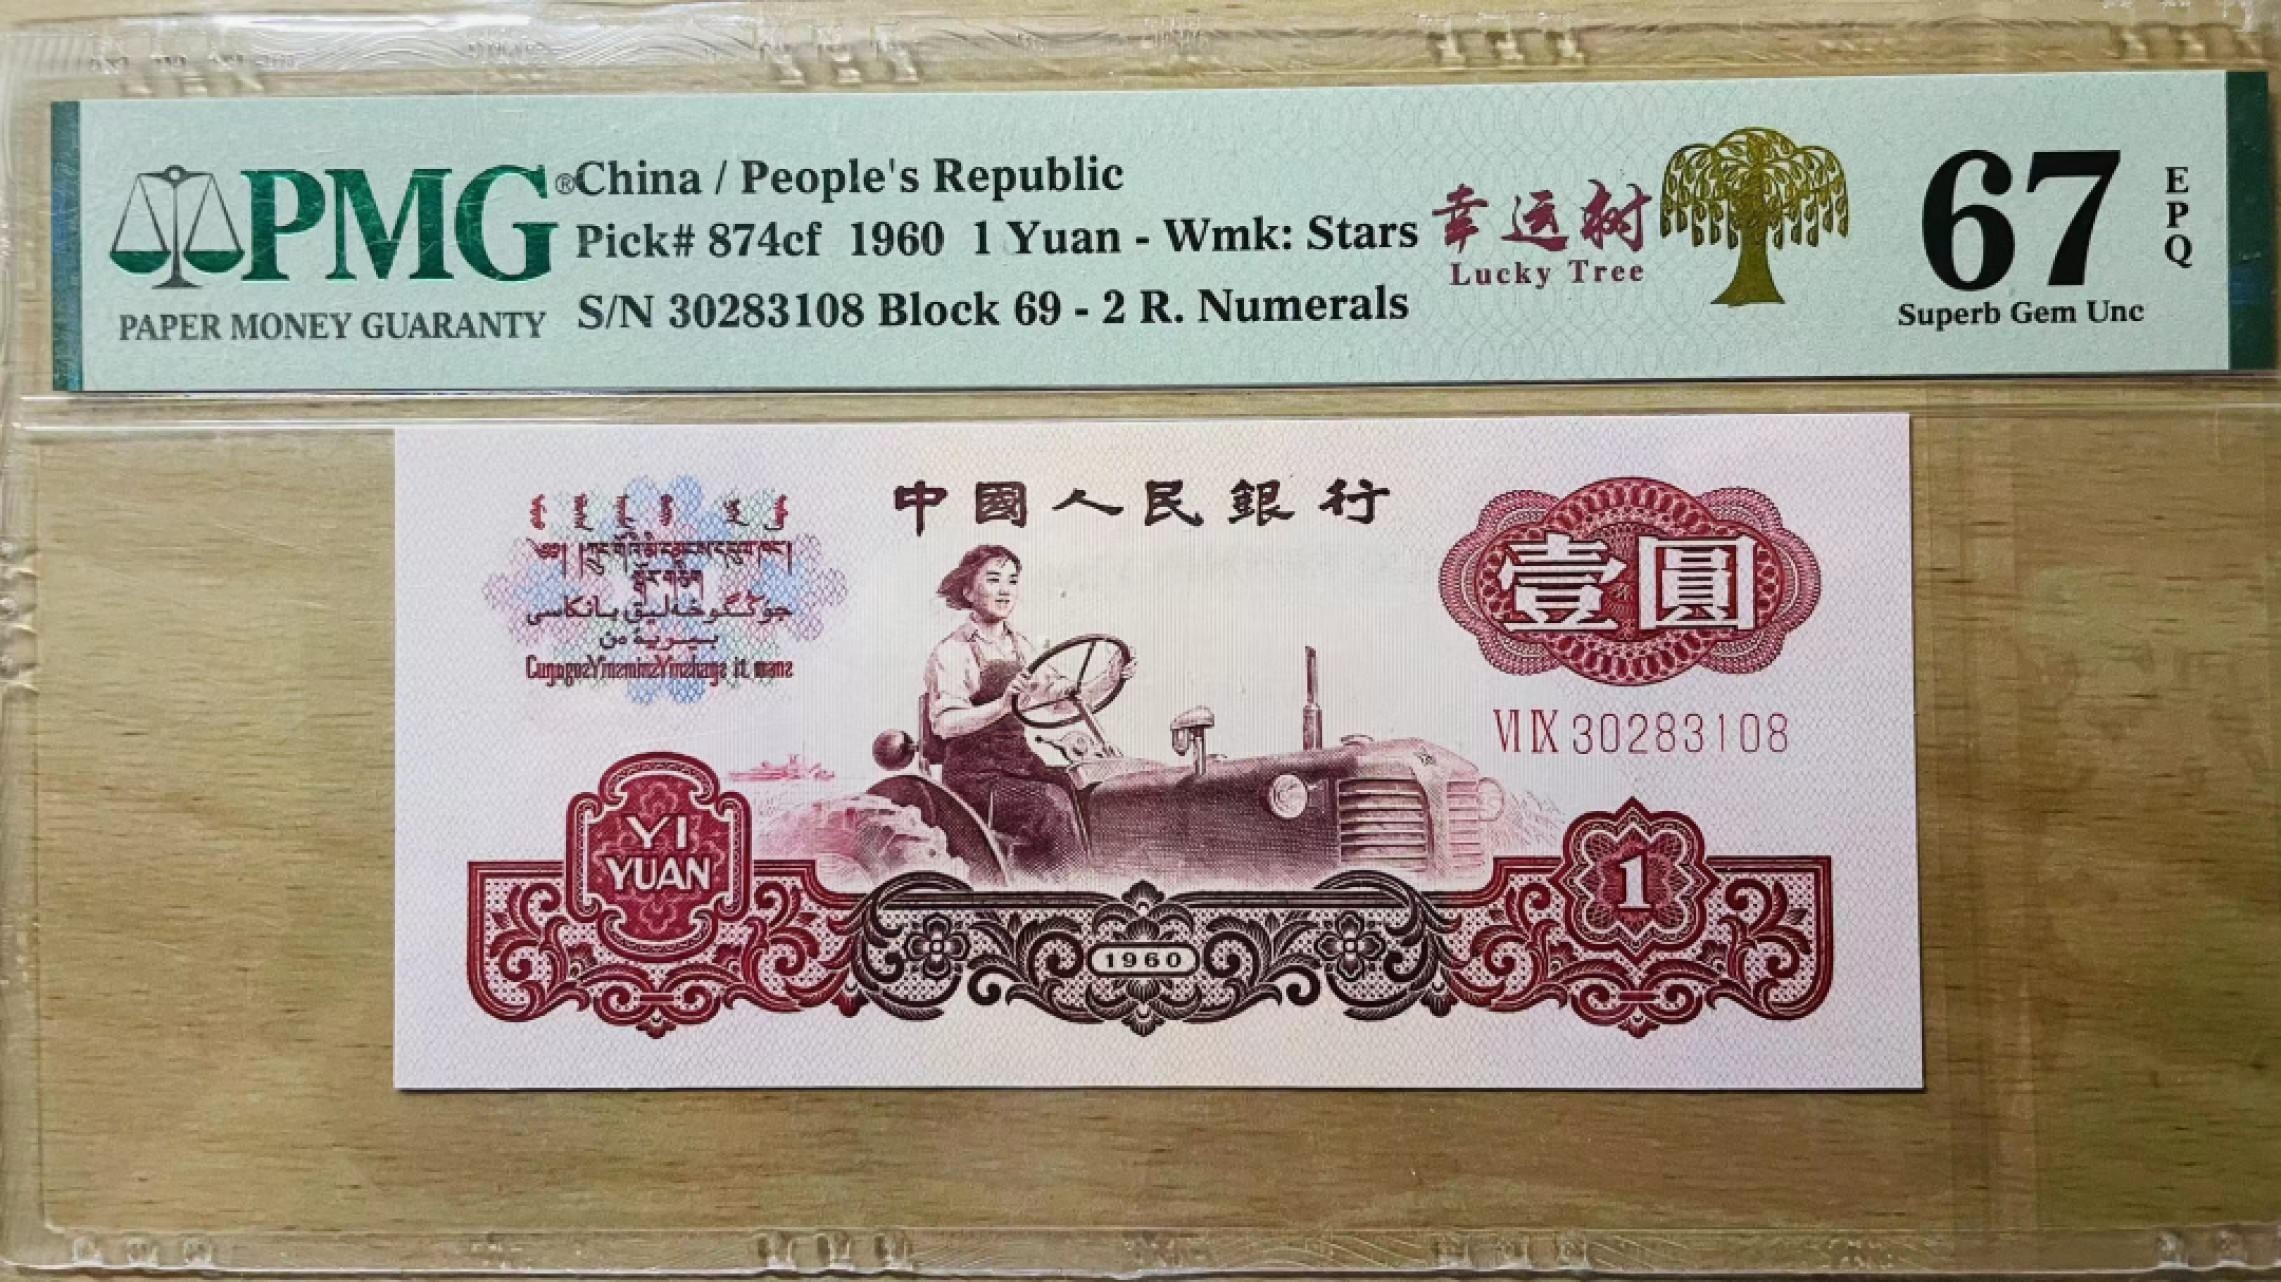 PMG®
PAPER MONEY GUARANTY
China / People's Republic
Pick# 874cf 1960 1 Yuan - Wmk: Stars
S/N 30283108 Block 69 - 2 R. Numerals
幸运树
Lucky Tree
67
EPQ
Superb Gem Unc
中國人民銀行
壹圓
VI IX 30283108
YI
YUAN
1
1960